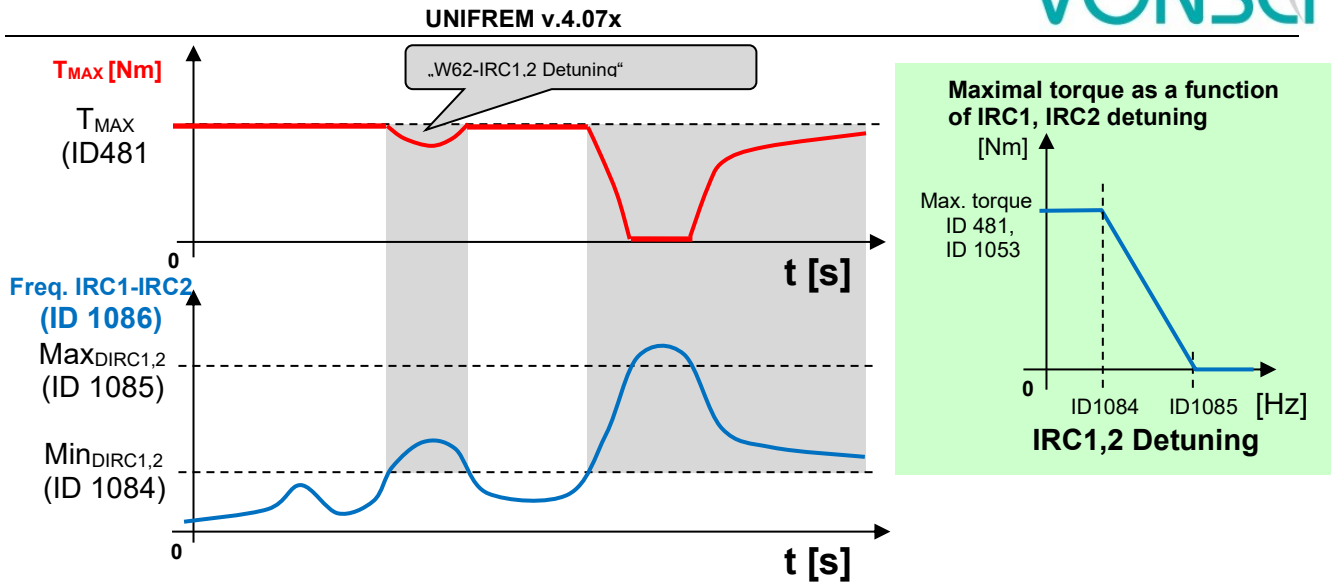 UNIFREM v.4.07x
VONSCH
TMAX [Nm]
„W62-IRC1,2 Detuning“
TMAX
(ID481
0
t [s]
Freq. IRC1-IRC2
(ID 1086)
MaxDIRC1,2
(ID 1085)
MinDIRC1,2
(ID 1084)
0
t [s]
Maximal torque as a function
of IRC1, IRC2 detuning
[Nm]
Max. torque
ID 481,
ID 1053
0
ID1084 ID1085 [Hz]
IRC1,2 Detuning